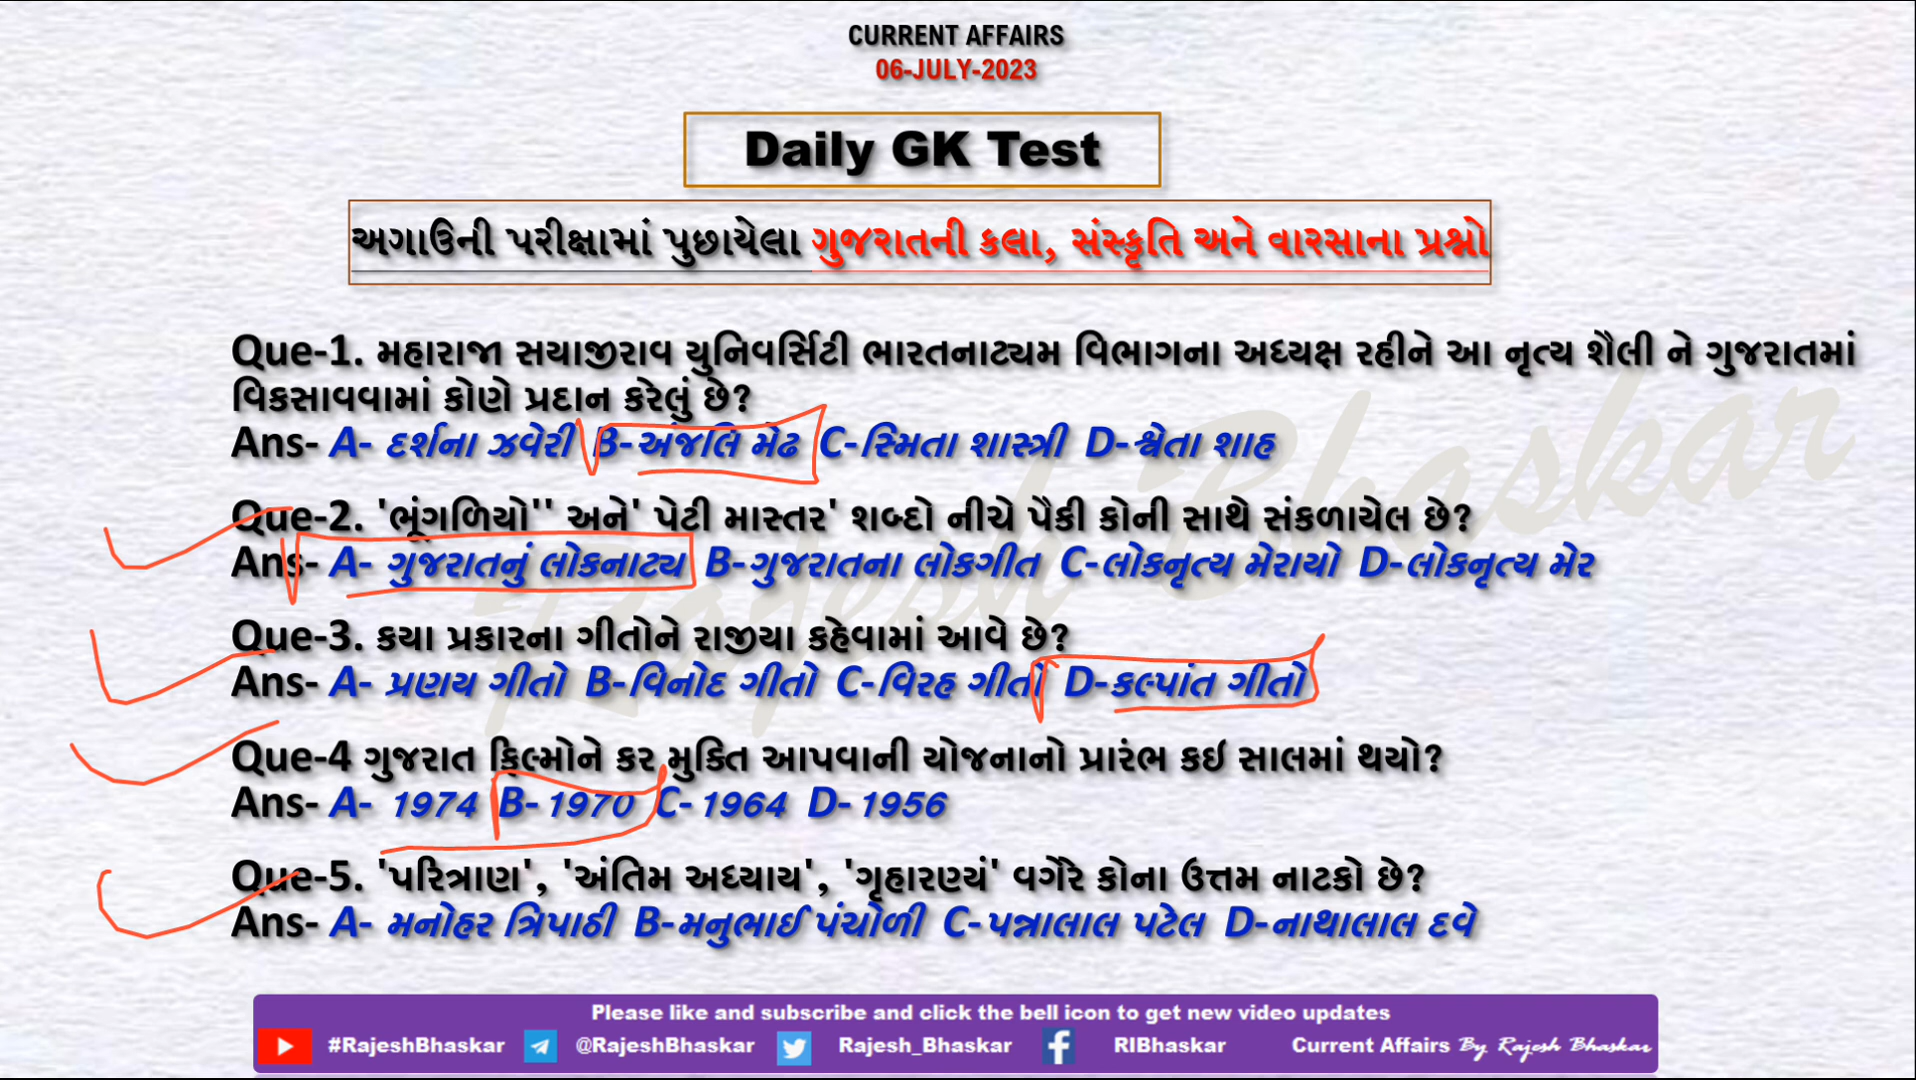 CURRENT AFFAIRS
06-JULY-2023
Daily GK Test
અગાઉની પરીક્ષામાં પુછાયેલા ગુજરાતની કલા, સંસ્કૃતિ અને વારસાના પ્રશ્નો
Que-1. મહારાજા સયાજીરાવ યુનિવર્સિટી ભારતનાટ્યમ વિભાગના અધ્યક્ષ રહીને આ નૃત્ય શૈલી ને ગુજરાતમાં
વિકસાવવામાં કોણે પ્રદાન કરેલું છે?
Ans- A- દર્શના ઝવેરી B-અંજલિ મેઢ C-સ્મિતા શાસ્ત્રી D-શ્વેતા શાહ
Que-2. 'ભૂંગળિયો'' અને' પેટી માસ્તર' શબ્દો નીચે પૈકી કોની સાથે સંકળાયેલ છે?
Ans- A- ગુજરાતનું લોકનાટ્ય B-ગુજરાતના લોકગીત C-લોકનૃત્ય મેરાયો D-લોકનૃત્ય મેર
Que-3. કયા પ્રકારના ગીતોને રાજીયા કહેવામાં આવે છે?
Ans- A- પ્રણય ગીતો B-વિનોદ ગીતો C-વિરહ ગીતો D-કલ્પાંત ગીતો
Que-4 ગુજરાત ફિલ્મોને કર મુક્તિ આપવાની યોજનાનો પ્રારંભ કઈ સાલમાં થયો?
Ans- A- 1974 B-1970 C-1964 D-1956
Que-5. 'પરિત્રાણ', 'અંતિમ અધ્યાય', 'ગૃહારણ્યં' વગેરે કોના ઉત્તમ નાટકો છે?
Ans- A- મનોહર ત્રિપાઠી B-મનુભાઈ પંચોળી C-પન્નાલાલ પટેલ D-નાથાલાલ દવે
Rajesh Bhaskar
Please like and subscribe and click the bell icon to get new video updates
#RajeshBhaskar @RajeshBhaskar Rajesh_Bhaskar RIBhaskar Current Affairs By Rajesh Bhaskar